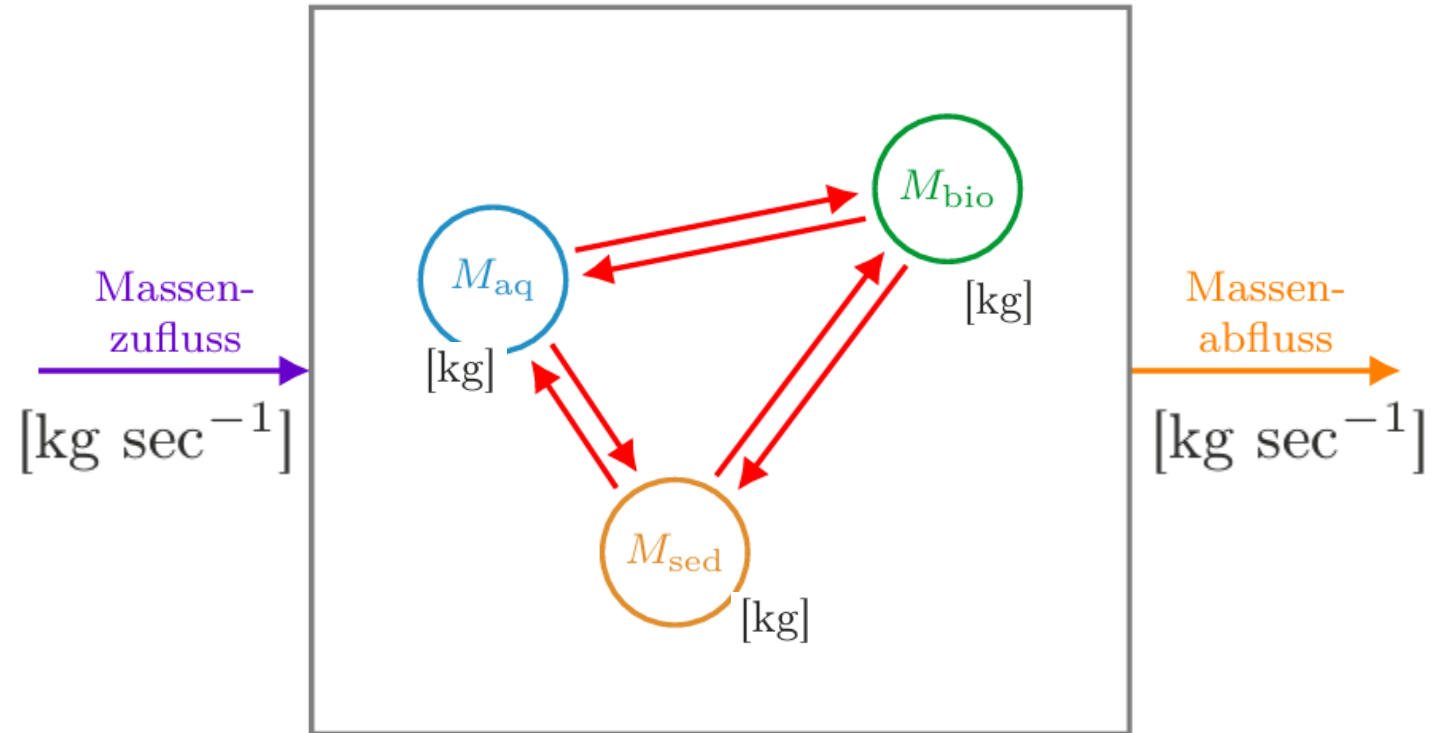 Massen-
zufluss
[kg sec⁻¹]
M_aq
[kg]
M_bio
[kg]
M_sed
[kg]
Massen-
abfluss
[kg sec⁻¹]